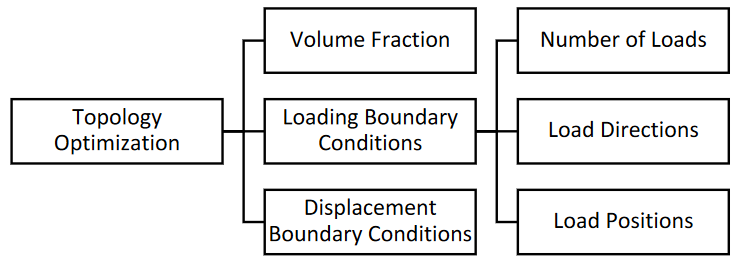 Topology
Optimization
Volume Fraction
Loading Boundary
Conditions
Displacement
Boundary Conditions
Number of Loads
Load Directions
Load Positions